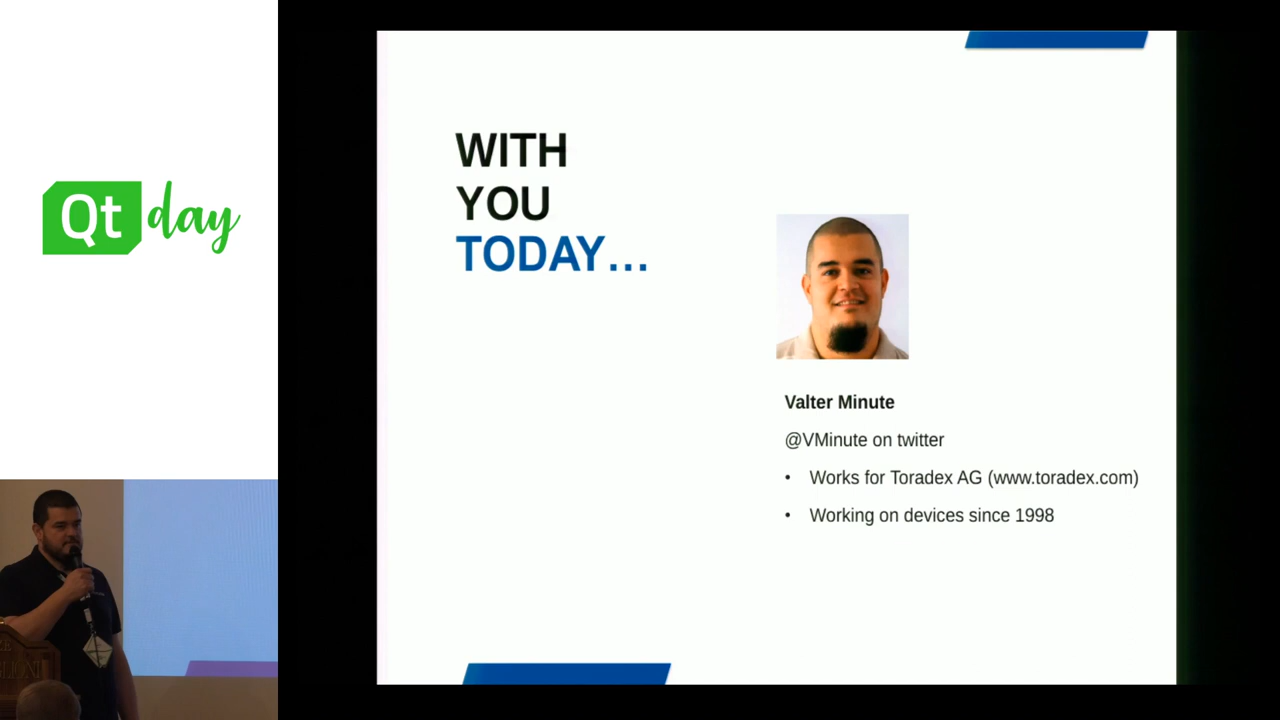 Qt day
WITH
YOU
TODAY...
Valter Minute
@VMinute on twitter
• Works for Toradex AG (www.toradex.com)
• Working on devices since 1998